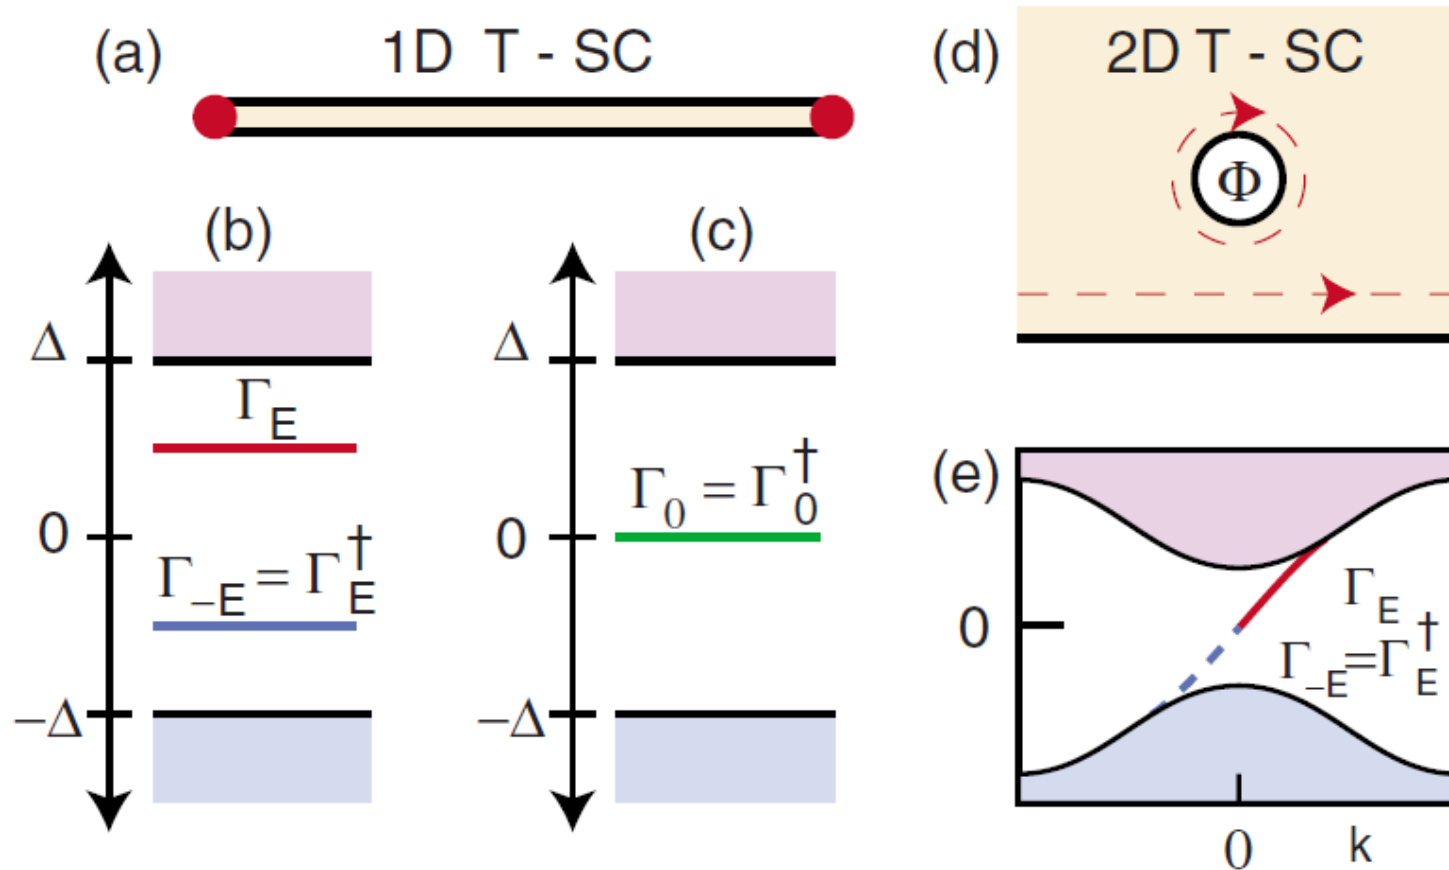 (a) 1D T - SC
(b)
Δ
Γ_E
0
Γ_{–E} = Γ_E^†
–Δ
(c)
Δ
Γ_0 = Γ_0^†
0
–Δ
(d) 2D T - SC
Φ
(e)
0
Γ_E
Γ_{–E}=Γ_E^†
0 k